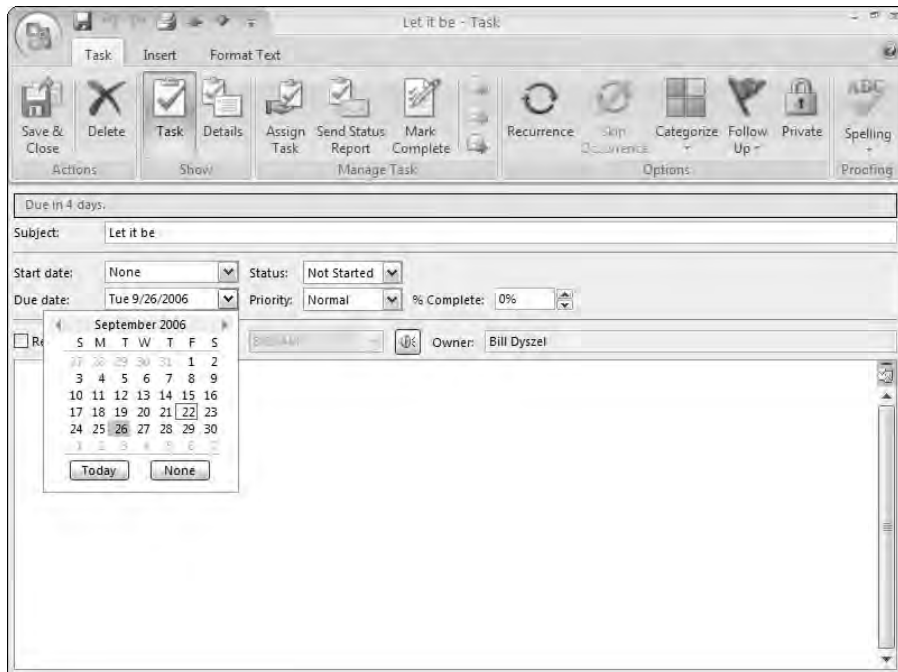 Let it be - Task
Task Insert Format Text
Save & Close
Delete
Task
Details
Assign Task
Send Status Report
Mark Complete
Recurrence
Skip Occurrence
Categorize
Follow Up
Private
ABC
Spelling
Actions
Show
Manage Task
Options
Proofing
Due in 4 days.
Subject: Let it be
Start date: None Status: Not Started
Due date: Tue 9/26/2006 Priority: Normal % Complete: 0%
Re Owner: Bill Dyszel
September 2006
S M T W T F S
27 28 29 30 31 1 2
3 4 5 6 7 8 9
10 11 12 13 14 15 16
17 18 19 20 21 22 23
24 25 26 27 28 29 30
1 2 3 4 5 6 7
Today None